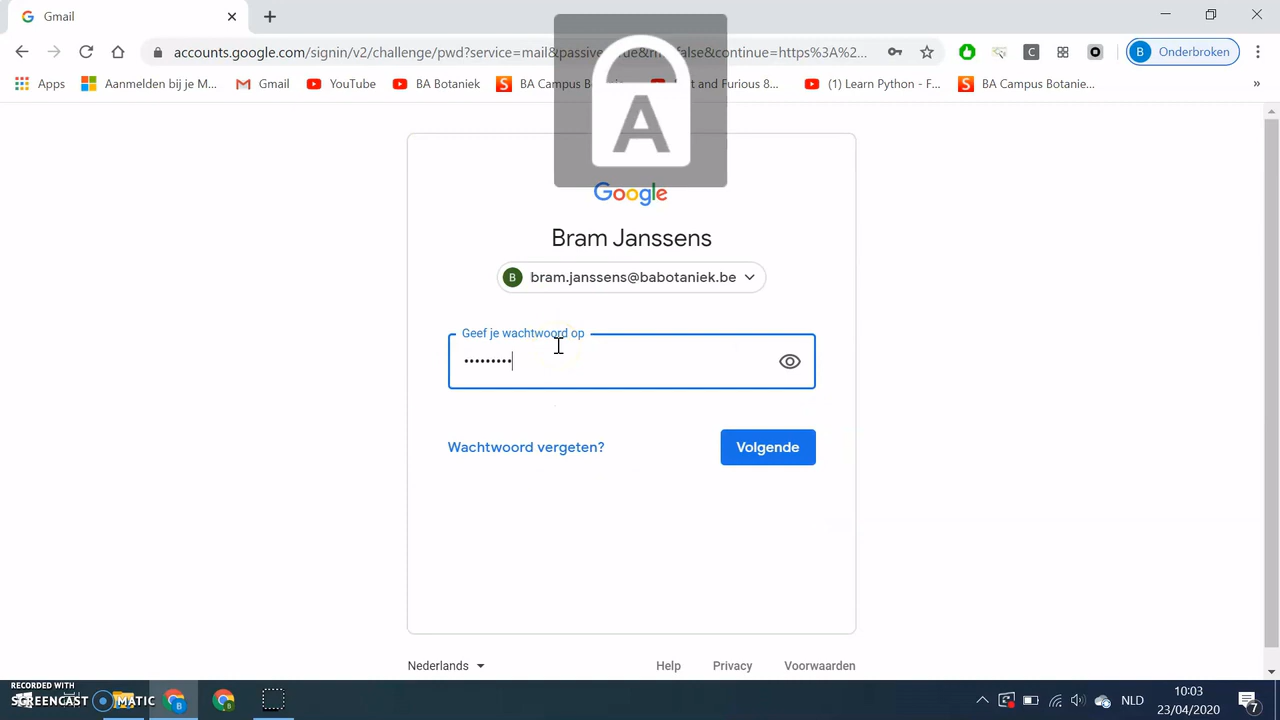 Gmail
accounts.google.com/signin/v2/challenge/pwd?service=mail&passive
false&continue=https%3A%2...
Onderbroken
Apps
Aanmelden bij je M...
Gmail
YouTube
BA Botaniek
BA Campus
and Furious 8...
(1) Learn Python - F...
BA Campus Botanie...
A
Google
Bram Janssens
B bram.janssens@babotaniek.be
Geef je wachtwoord op
•••••••••
Wachtwoord vergeten?
Volgende
Nederlands
Help
Privacy
Voorwaarden
RECORDED WITH
SCREENCAST MATIC
NLD
10:03
23/04/2020
7